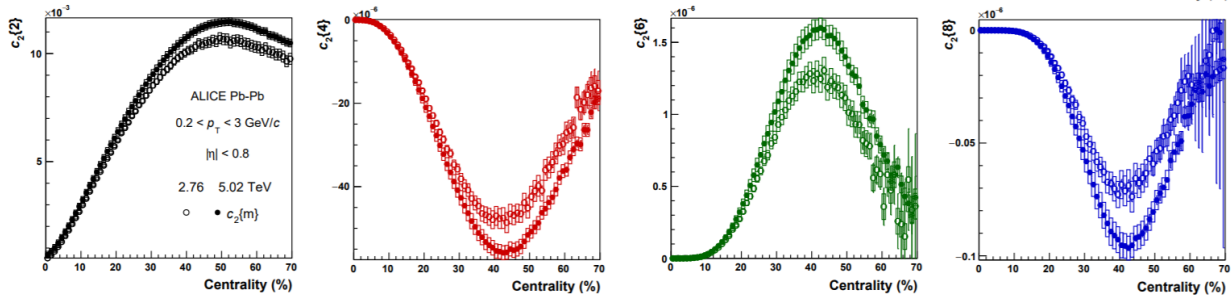 ×10⁻³
c₂{2}
10
5
ALICE Pb-Pb
0.2 < p_T < 3 GeV/c
|η| < 0.8
2.76 5.02 TeV
c₂{m}
0 10 20 30 40 50 60 70
Centrality (%)
×10⁻⁶
c₂{4}
0
−20
−40
0 10 20 30 40 50 60 70
Centrality (%)
×10⁻⁶
c₂{6}
1.5
1
0.5
0
0 10 20 30 40 50 60 70
Centrality (%)
×10⁻⁶
c₂{8}
0
−0.05
−0.1
0 10 20 30 40 50 60 70
Centrality (%)